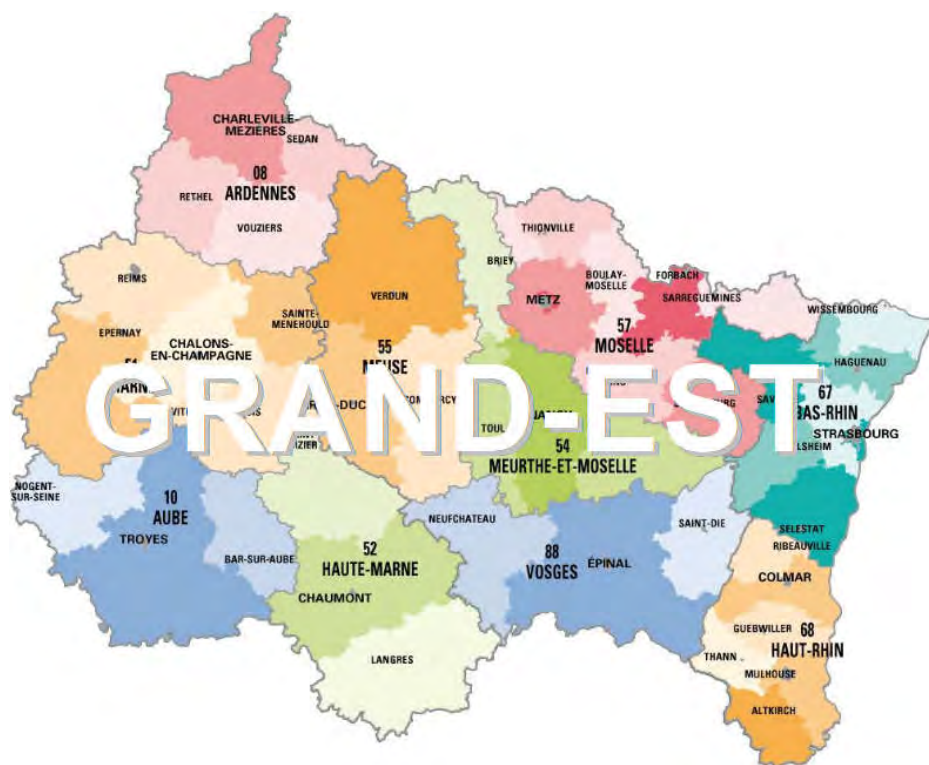 CHARLEVILLE-
MEZIERES
SEDAN
08
ARDENNES
RETHEL
VOUZIERS
REIMS
EPERNAY
CHALONS-
EN-CHAMPAGNE
SAINTE-
MENEHOULD
VERDUN
55
MEUSE
BRIEY
THIONVILLE
METZ
BOULAY-
MOSELLE
FORBACH
SARREGUEMINES
57
MOSELLE
WISSEMBOURG
HAGUENAU
67
BAS-RHIN
STRASBOURG
GRAND-EST
TOUL
54
MEURTHE-ET-MOSELLE
NOGENT-
SUR-SEINE
10
AUBE
TROYES
BAR-SUR-AUBE
52
HAUTE-MARNE
CHAUMONT
LANGRES
NEUFCHATEAU
88
VOSGES
ÉPINAL
SAINT-DIE
SELESTAT
RIBEAUVILLE
COLMAR
GUEBWILLER
68
HAUT-RHIN
THANN
MULHOUSE
ALTKIRCH